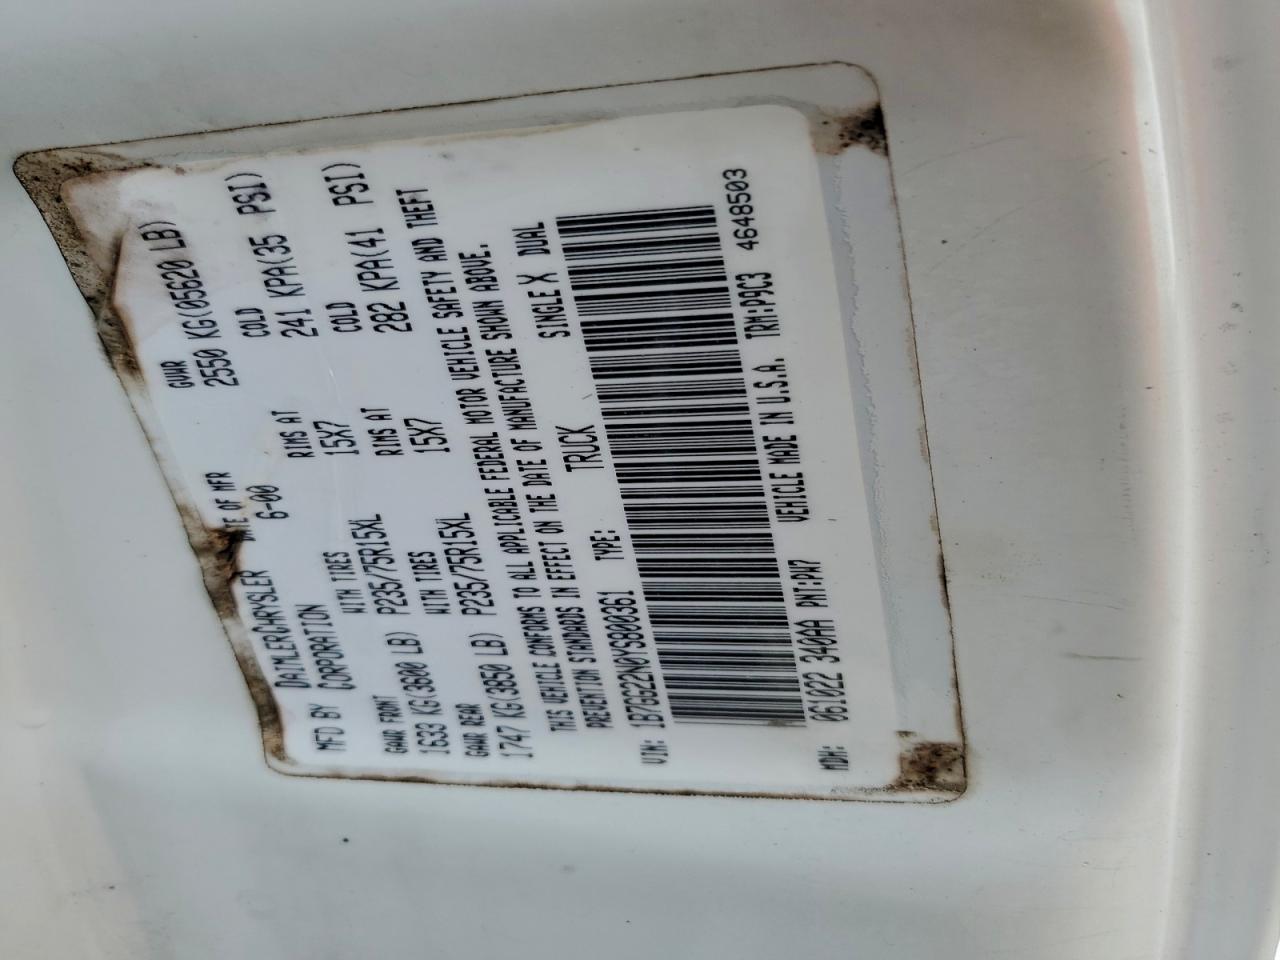 MFD BY DAIMLERCHRYSLER CORPORATION DATE OF MFR 6-00 GVWR 2550 KG(05620 LB)
GAWR FRONT WITH TIRES RIMS AT COLD
1633 KG(3600 LB) P235/75R15XL 15X7 241 KPA(35 PSI)
GAWR REAR WITH TIRES RIMS AT COLD
1747 KG(3850 LB) P235/75R15XL 15X7 282 KPA(41 PSI)
THIS VEHICLE CONFORMS TO ALL APPLICABLE FEDERAL MOTOR VEHICLE SAFETY AND THEFT
PREVENTION STANDARDS IN EFFECT ON THE DATE OF MANUFACTURE SHOWN ABOVE.
VIN: 1B7GG22N0YS800361 TYPE: TRUCK SINGLE X DUAL
MDH: 061022 340AA PNT:PW7 VEHICLE MADE IN U.S.A. TRM:P9C3 4648503